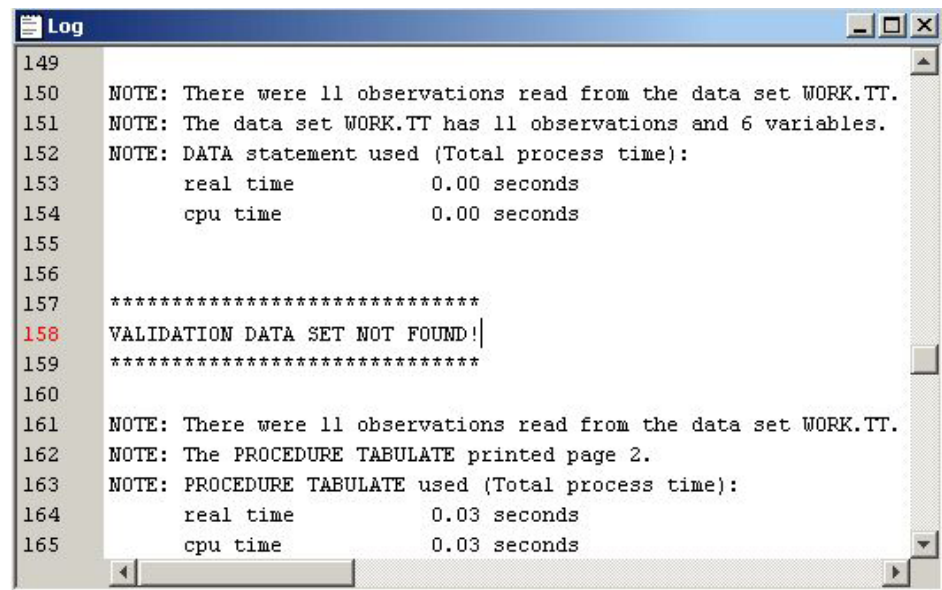 Log
149
150 NOTE: There were 11 observations read from the data set WORK.TT.
151 NOTE: The data set WORK.TT has 11 observations and 6 variables.
152 NOTE: DATA statement used (Total process time):
153 real time 0.00 seconds
154 cpu time 0.00 seconds
155
156
157 ******************************
158 VALIDATION DATA SET NOT FOUND!
159 ******************************
160
161 NOTE: There were 11 observations read from the data set WORK.TT.
162 NOTE: The PROCEDURE TABULATE printed page 2.
163 NOTE: PROCEDURE TABULATE used (Total process time):
164 real time 0.03 seconds
165 cpu time 0.03 seconds